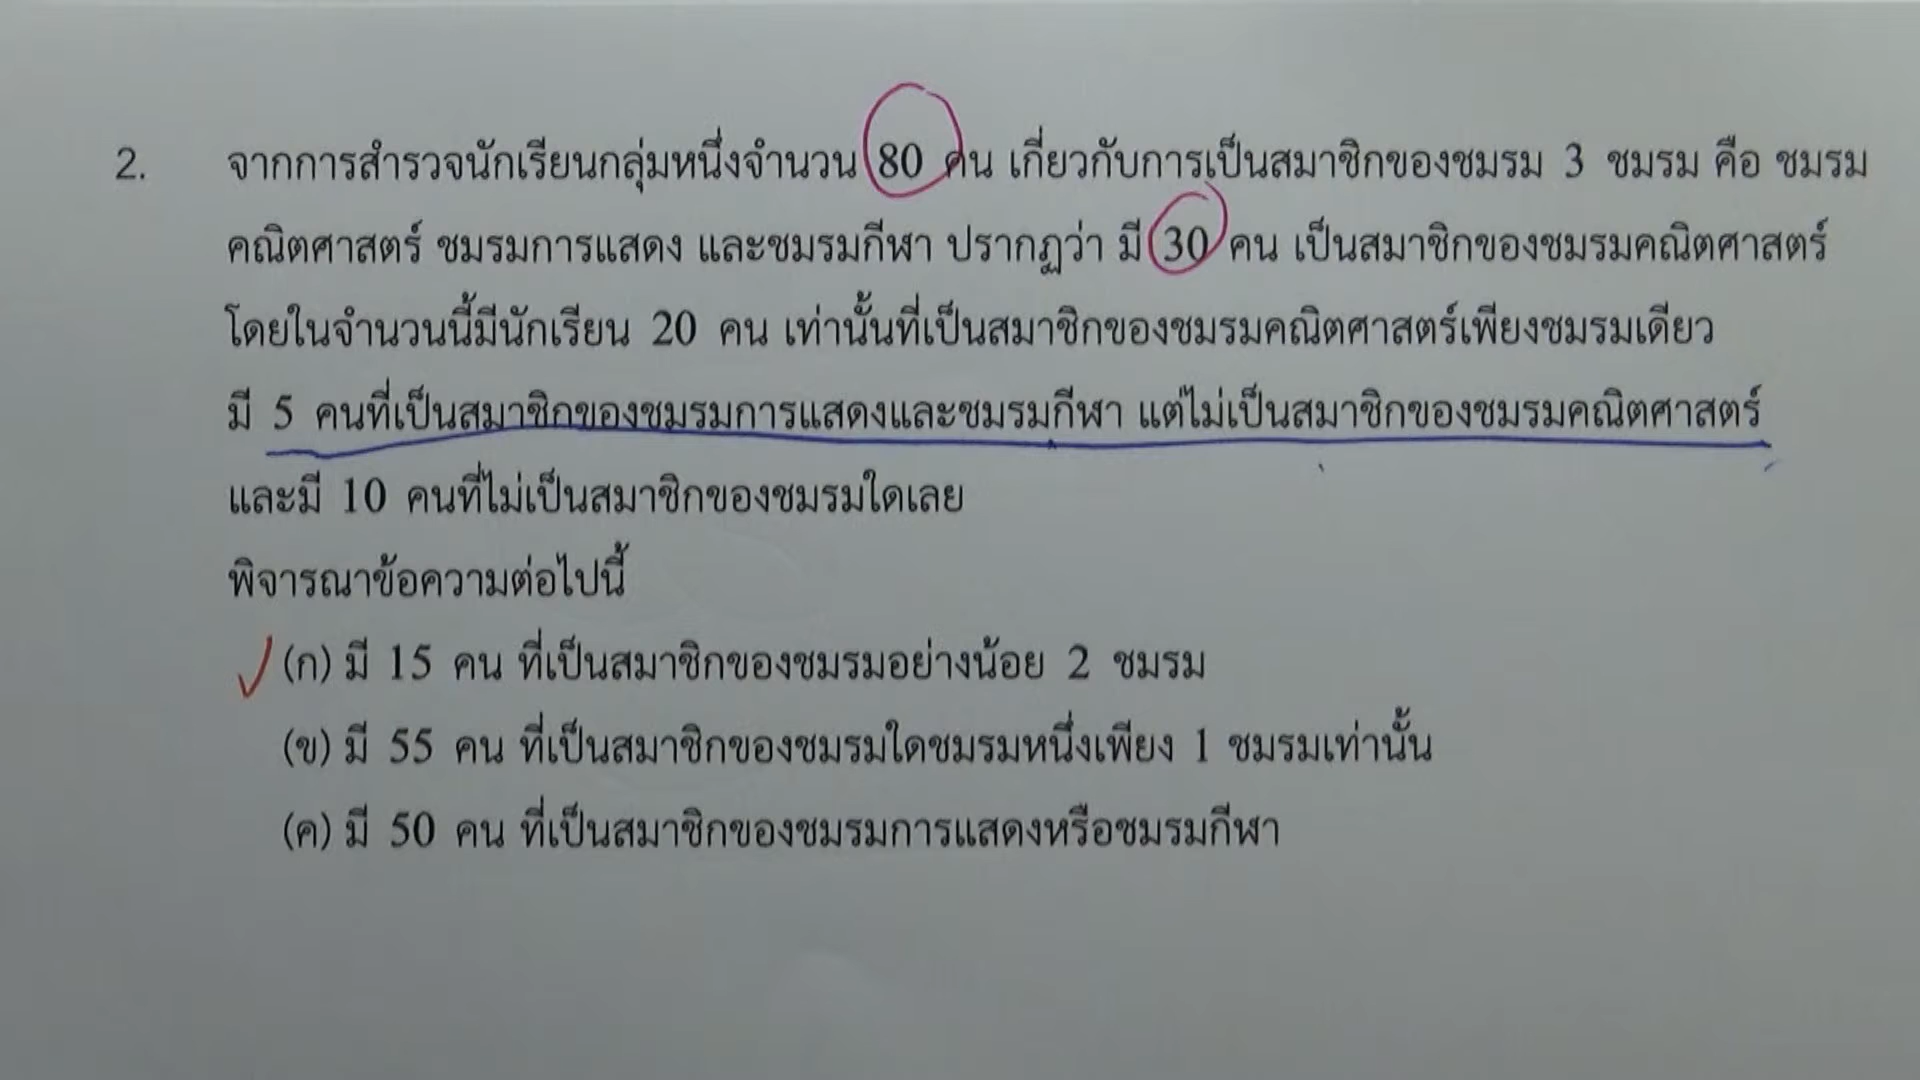 2. จากการสำรวจนักเรียนกลุ่มหนึ่งจำนวน 80 คน เกี่ยวกับการเป็นสมาชิกของชมรม 3 ชมรม คือ ชมรม
คณิตศาสตร์ ชมรมการแสดง และชมรมกีฬา ปรากฏว่า มี 30 คน เป็นสมาชิกของชมรมคณิตศาสตร์
โดยในจำนวนนี้มีนักเรียน 20 คน เท่านั้นที่เป็นสมาชิกของชมรมคณิตศาสตร์เพียงชมรมเดียว
มี 5 คนที่เป็นสมาชิกของชมรมการแสดงและชมรมกีฬา แต่ไม่เป็นสมาชิกของชมรมคณิตศาสตร์
และมี 10 คนที่ไม่เป็นสมาชิกของชมรมใดเลย
พิจารณาข้อความต่อไปนี้
(ก) มี 15 คน ที่เป็นสมาชิกของชมรมอย่างน้อย 2 ชมรม
(ข) มี 55 คน ที่เป็นสมาชิกของชมรมใดชมรมหนึ่งเพียง 1 ชมรมเท่านั้น
(ค) มี 50 คน ที่เป็นสมาชิกของชมรมการแสดงหรือชมรมกีฬา